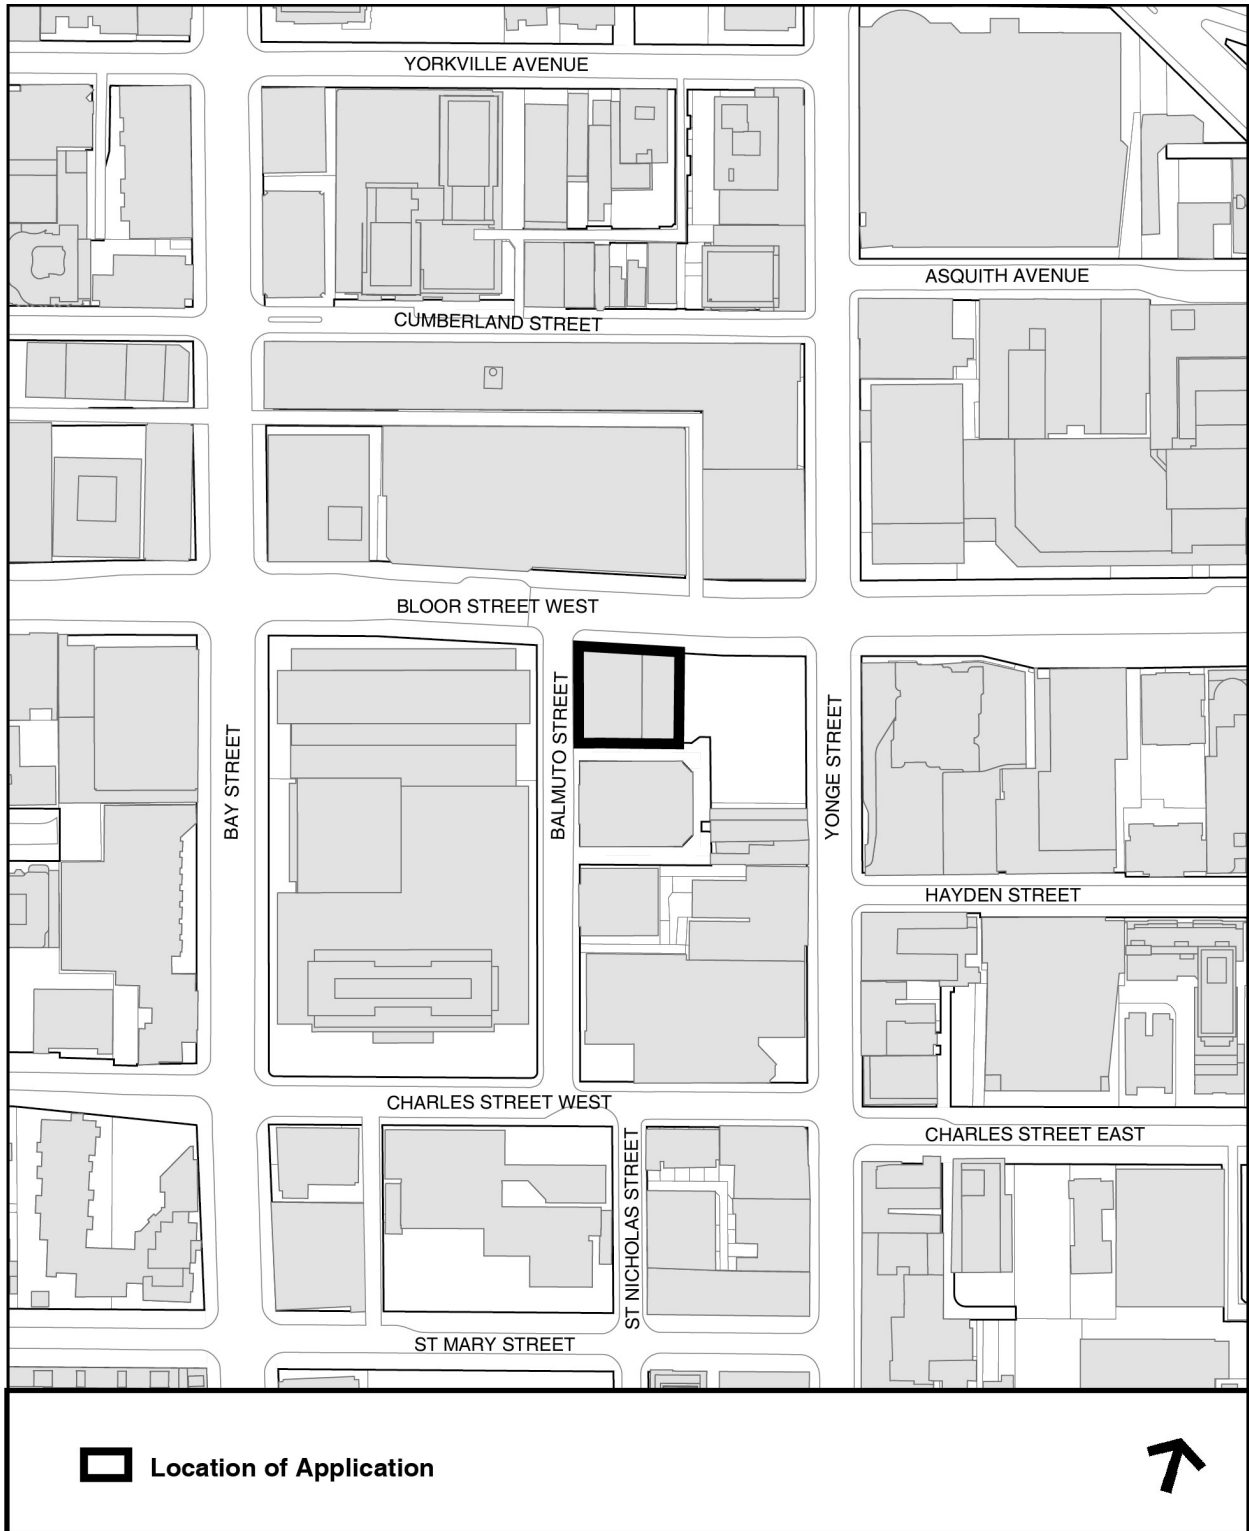 YORKVILLE AVENUE
ASQUITH AVENUE
CUMBERLAND STREET
BLOOR STREET WEST
BAY STREET
BALMUTO STREET
YONGE STREET
HAYDEN STREET
CHARLES STREET WEST
CHARLES STREET EAST
ST NICHOLAS STREET
ST MARY STREET
Location of Application